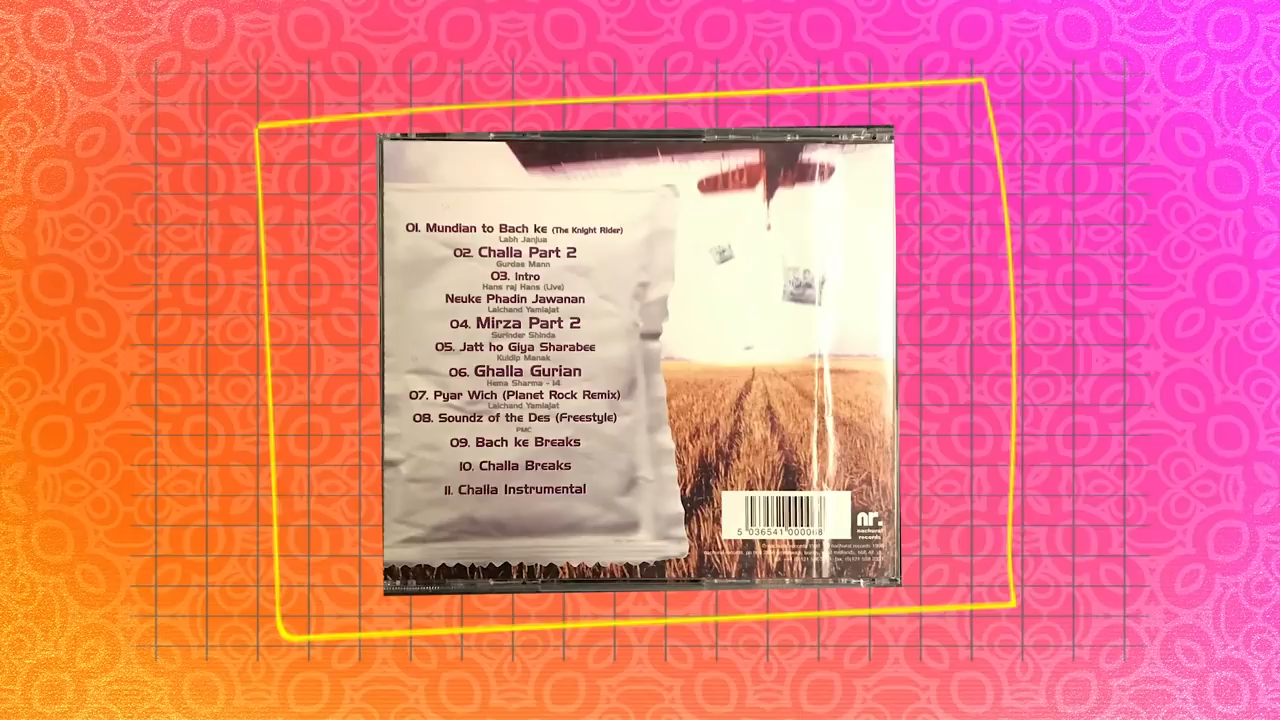 01. Mundian to Bach ke (The Knight Rider)
Labh Janjua
02. Challa Part 2
Gurdas Mann
03. Intro
Hans raj Hans (Live)
Neuke Phadin Jawanan
Lalchand Yamlajat
04. Mirza Part 2
Surinder Shinda
05. Jatt ho Giya Sharabee
Kuldip Manak
06. Ghalla Gurian
Hema Sharma - 14
07. Pyar Wich (Planet Rock Remix)
Lalchand Yamlajat
08. Soundz of the Des (Freestyle)
PMC
09. Bach ke Breaks
10. Challa Breaks
11. Challa Instrumental
5 036541 000068
nr.
nachural
records